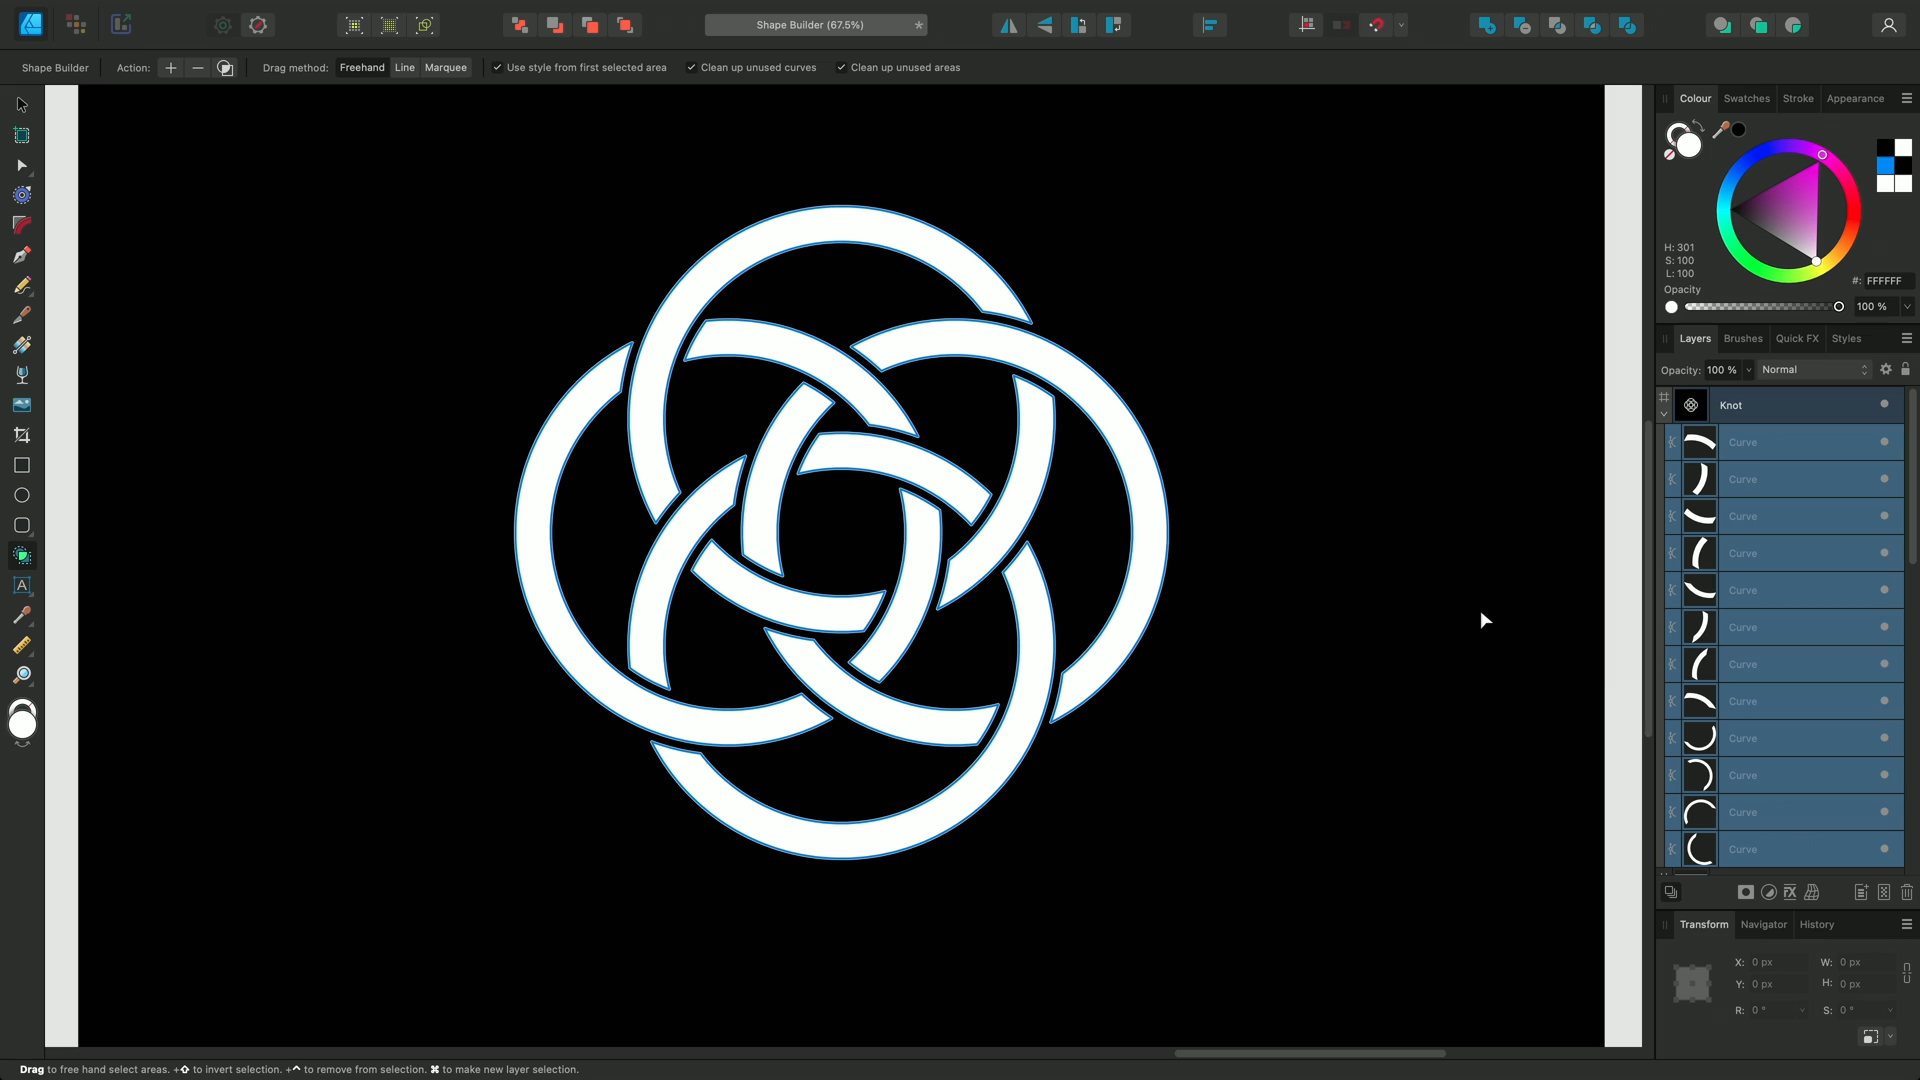 Shape Builder (67.5%)
*
Shape Builder
Action:
Drag method: Freehand Line Marquee
Use style from first selected area
Clean up unused curves
Clean up unused areas
Colour Swatches Stroke Appearance
H: 301
S: 100
L: 100
#: FFFFFF
Opacity
100 %
Layers Brushes Quick FX Styles
Opacity: 100 % Normal
Knot
Curve
Curve
Curve
Curve
Curve
Curve
Curve
Curve
Curve
Curve
Curve
Curve
Transform Navigator History
X: 0 px W: 0 px
Y: 0 px H: 0 px
R: 0 ° S: 0 °
Drag to free hand select areas. +⇧ to invert selection. +^ to remove from selection. ⌘ to make new layer selection.